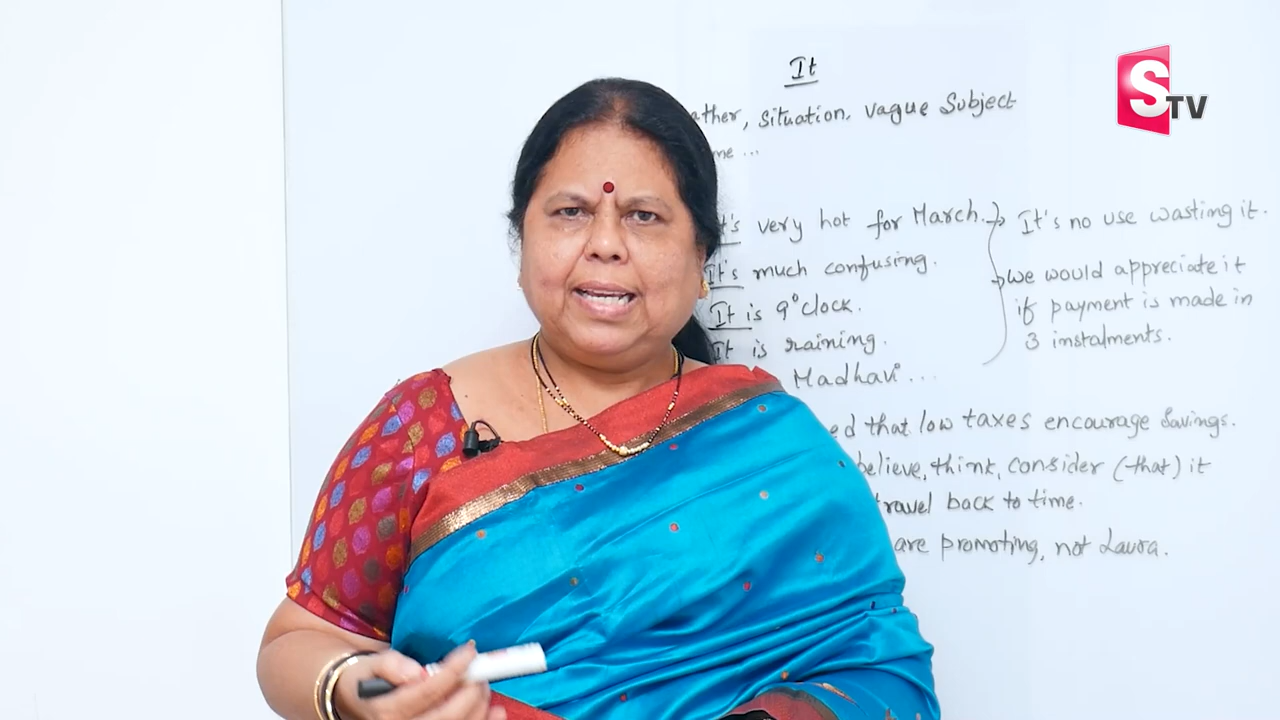 It
ather, situation, vague Subject
me ...
It's very hot for March.
It's much confusing.
It is 9°clock.
It is raining.
Madhavi...
It's no use wasting it.
we would appreciate it
if payment is made in
3 instalments.
ed that low taxes encourage savings.
believe, think, consider (that) it
travel back to time.
are promoting, not Laura.
STV